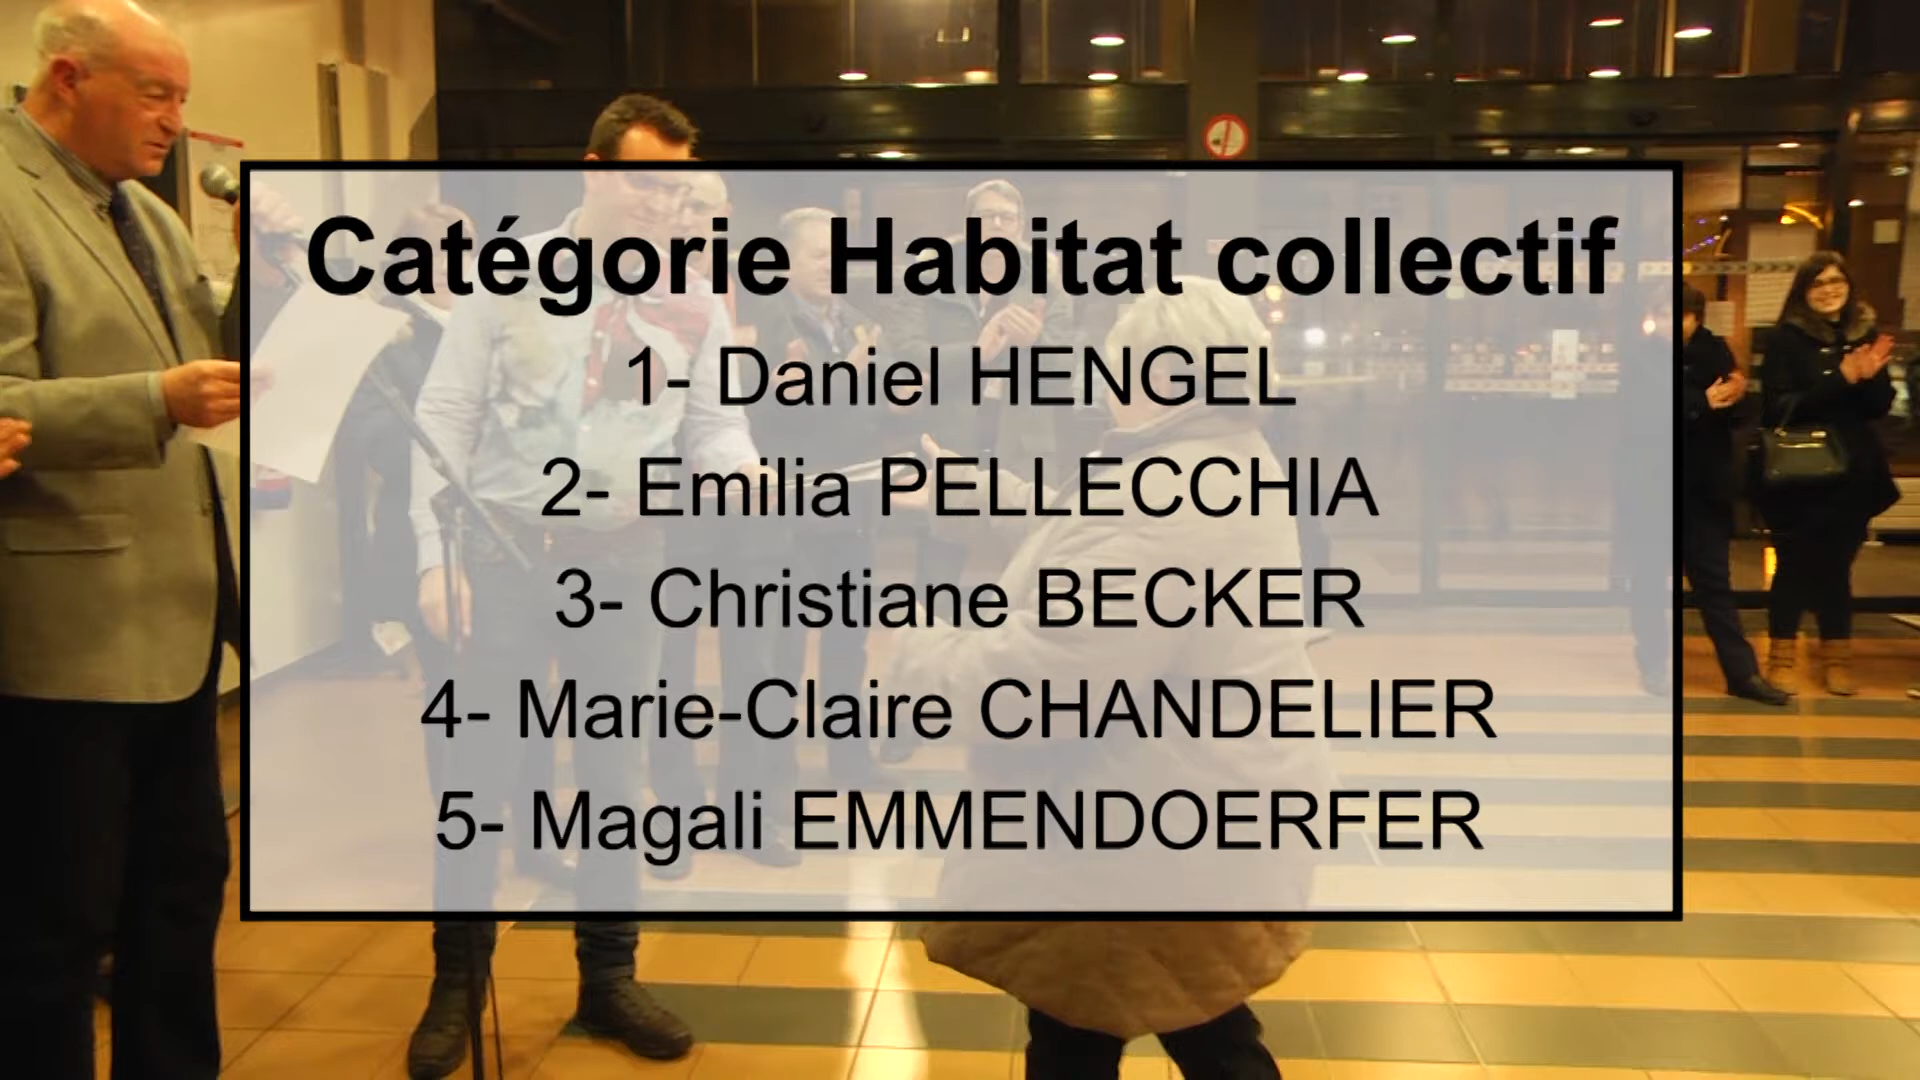 Catégorie Habitat collectif
1- Daniel HENGEL
2- Emilia PELLECCHIA
3- Christiane BECKER
4- Marie-Claire CHANDELIER
5- Magali EMMENDOERFER